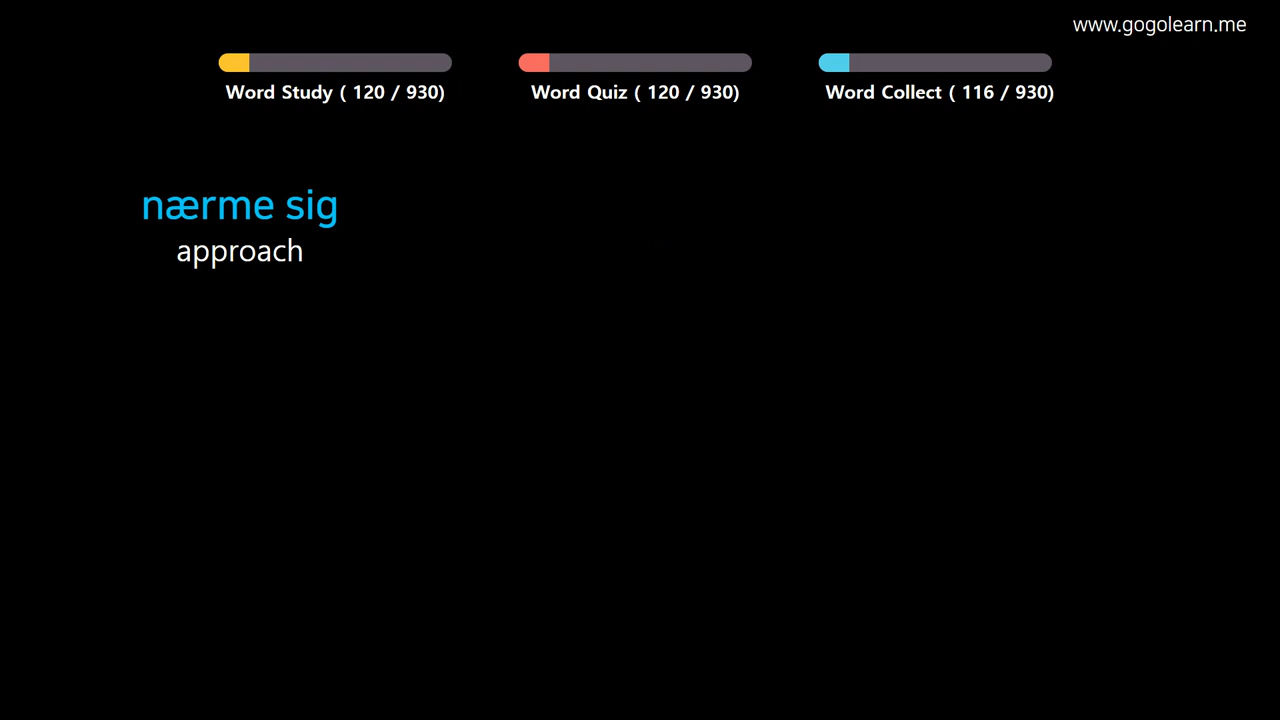 www.gogolearn.me
Word Study ( 120 / 930)
Word Quiz ( 120 / 930)
Word Collect ( 116 / 930)
nærme sig
approach